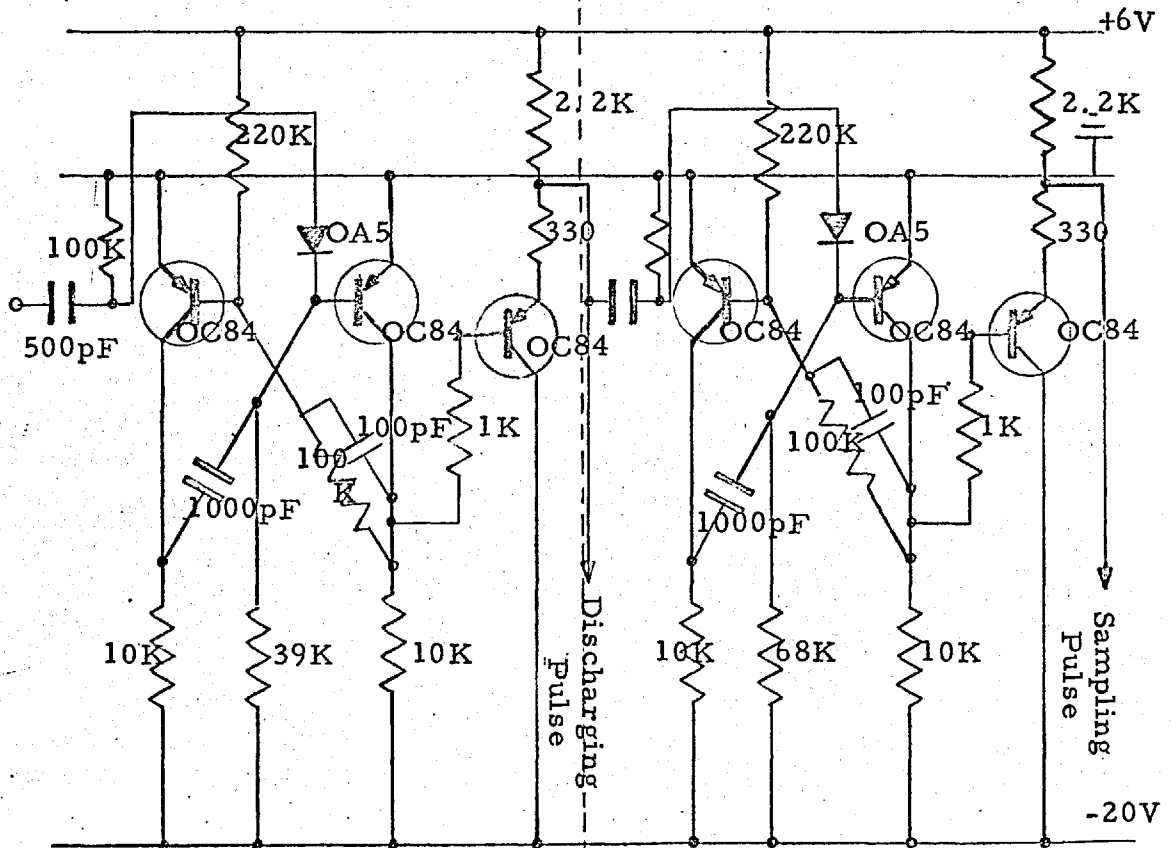 +6V
2.2K
2.2K
220K
220K
100K
OA5
OA5
330
330
500pF
OC84
OC84
OC84
OC84
OC84
OC84
100pF
1K
100pF
1K
100
K
100K
1000pF
1000pF
10K
39K
10K
10K
68K
10K
Discharging
Pulse
Sampling
Pulse
-20V